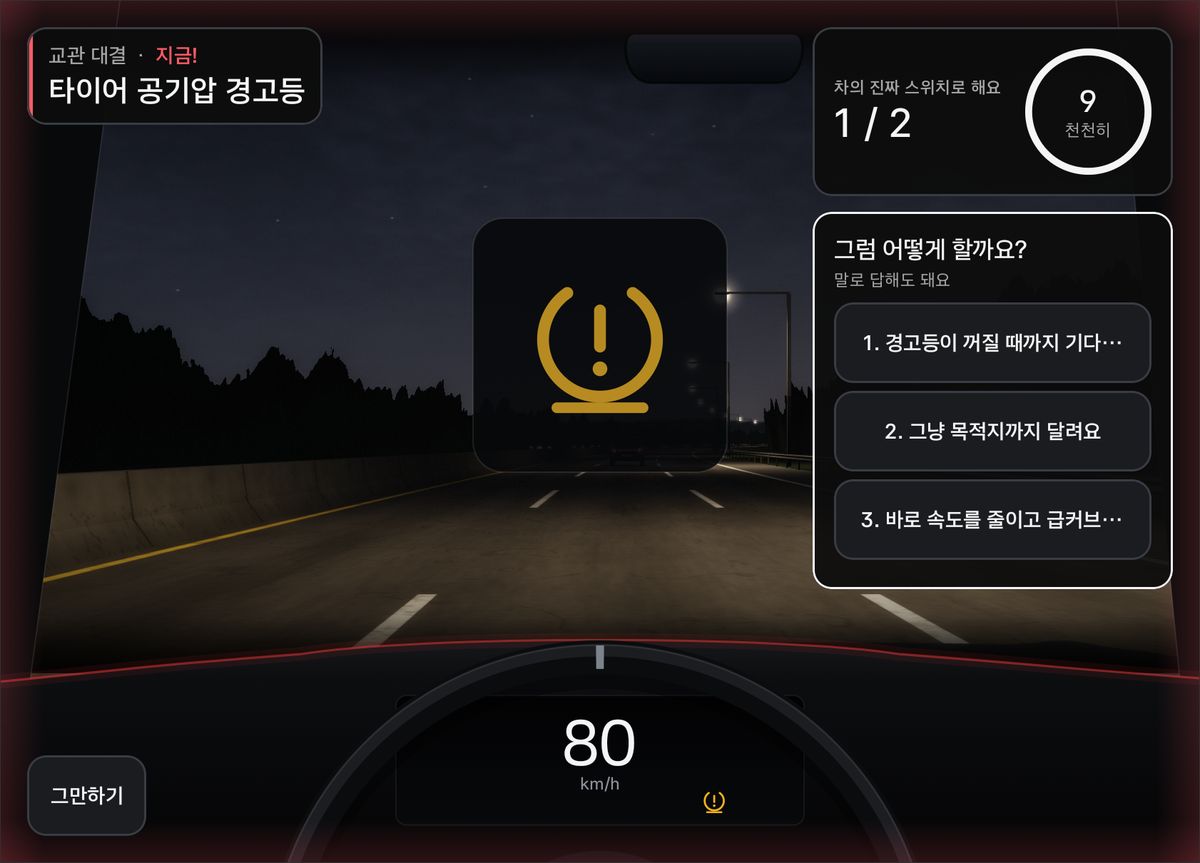 교관 대결 · 지금!
타이어 공기압 경고등
차의 진짜 스위치로 해요
1 / 2
9
천천히
그럼 어떻게 할까요?
말로 답해도 돼요
1. 경고등이 꺼질 때까지 기다…
2. 그냥 목적지까지 달려요
3. 바로 속도를 줄이고 급커브…
80
km/h
그만하기